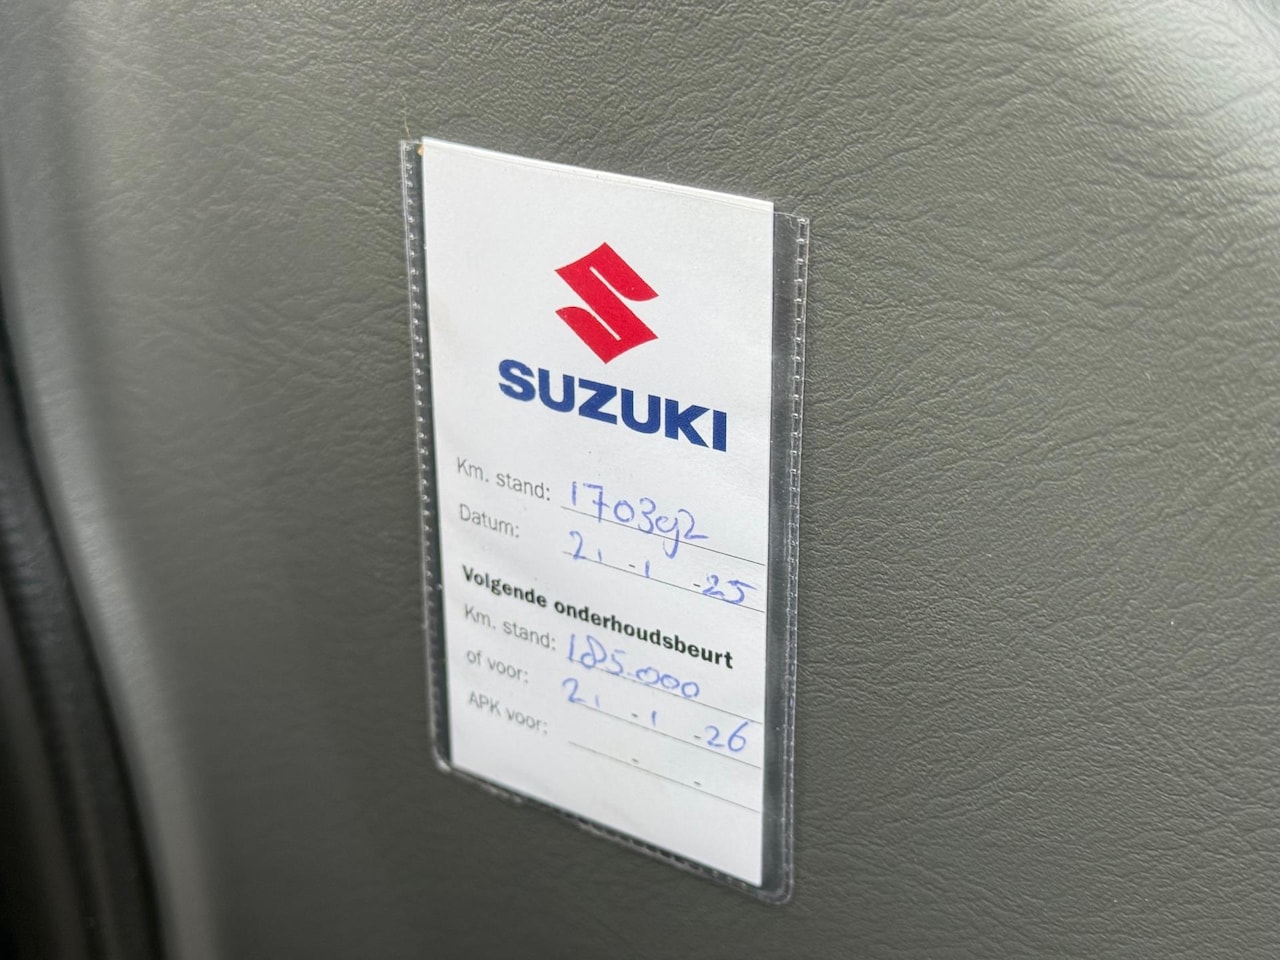 SUZUKI
Km. stand: 170392
Datum: 21 - 1 - 25
Volgende onderhoudsbeurt
Km. stand: 185.000
of voor: 21 - 1 - 26
APK voor: - -